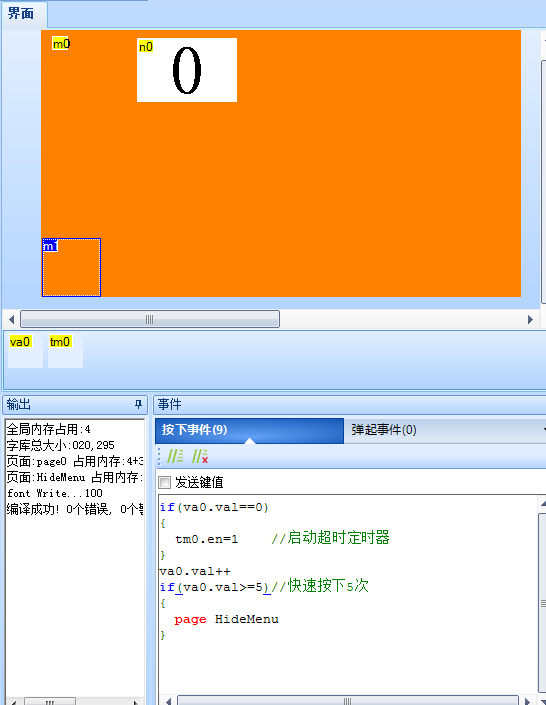 界面
m0
n0
0
m
va0
tm0
输出
全局内存占用:4
字库总大小:020,295
页面:page0 占用内存:4+3
页面:HideMenu 占用内存:
font Write...100
编译成功! 0个错误, 0个警
事件
按下事件(9)
弹起事件(0)
发送键值
if(va0.val==0)
{
tm0.en=1 //启动超时定时器
}
va0.val++
if(va0.val>=5)//快速按下5次
{
page HideMenu
}